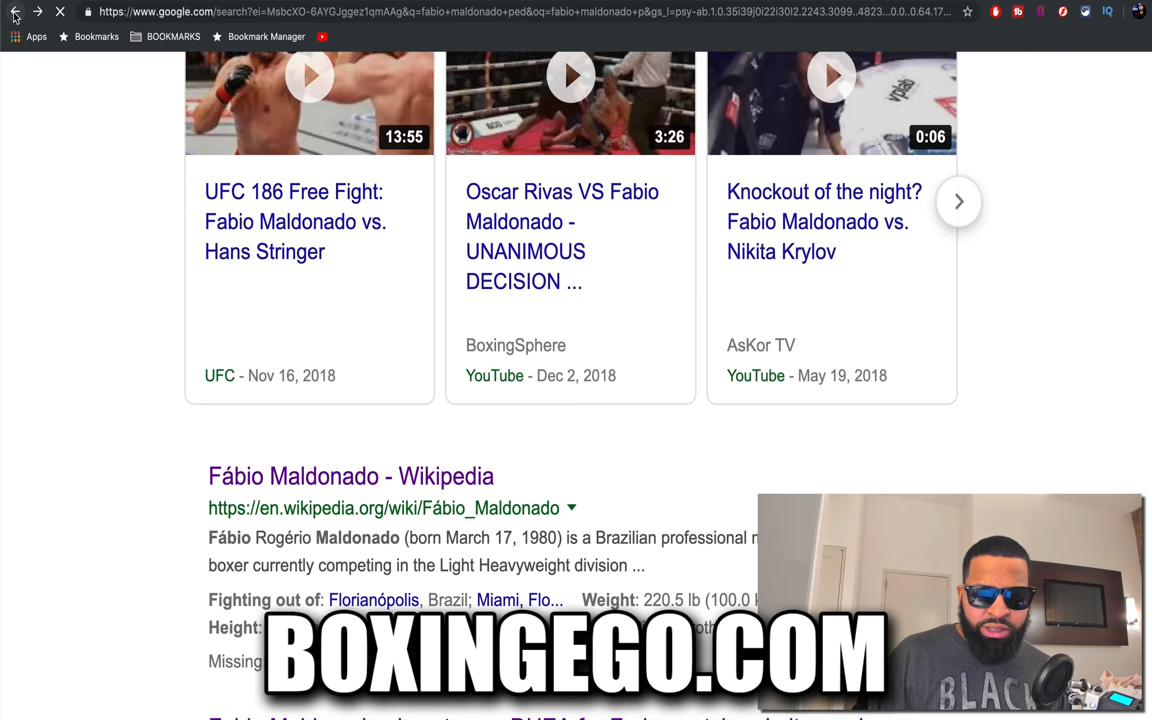 https://www.google.com/search?ei=MsbcXO-6AYGJggez1qmAAg&q=fabio+maldonado+ped&oq=fabio+maldonado+p&gs_l=psy-ab.1.0.35i39j0i22i30l2.2243.3099..4823...0.0..0.64.17...
Apps Bookmarks BOOKMARKS Bookmark Manager
13:55
3:26
0:06
UFC 186 Free Fight:
Fabio Maldonado vs.
Hans Stringer
UFC - Nov 16, 2018
Oscar Rivas VS Fabio
Maldonado -
UNANIMOUS
DECISION ...
BoxingSphere
YouTube - Dec 2, 2018
Knockout of the night?
Fabio Maldonado vs.
Nikita Krylov
AsKor TV
YouTube - May 19, 2018
Fábio Maldonado - Wikipedia
https://en.wikipedia.org/wiki/Fábio_Maldonado
Fábio Rogério Maldonado (born March 17, 1980) is a Brazilian professional
boxer currently competing in the Light Heavyweight division ...
Fighting out of: Florianópolis, Brazil; Miami, Flo... Weight: 220.5 lb (100.0
Height:
Missing
BOXINGEGO.COM
BLACK